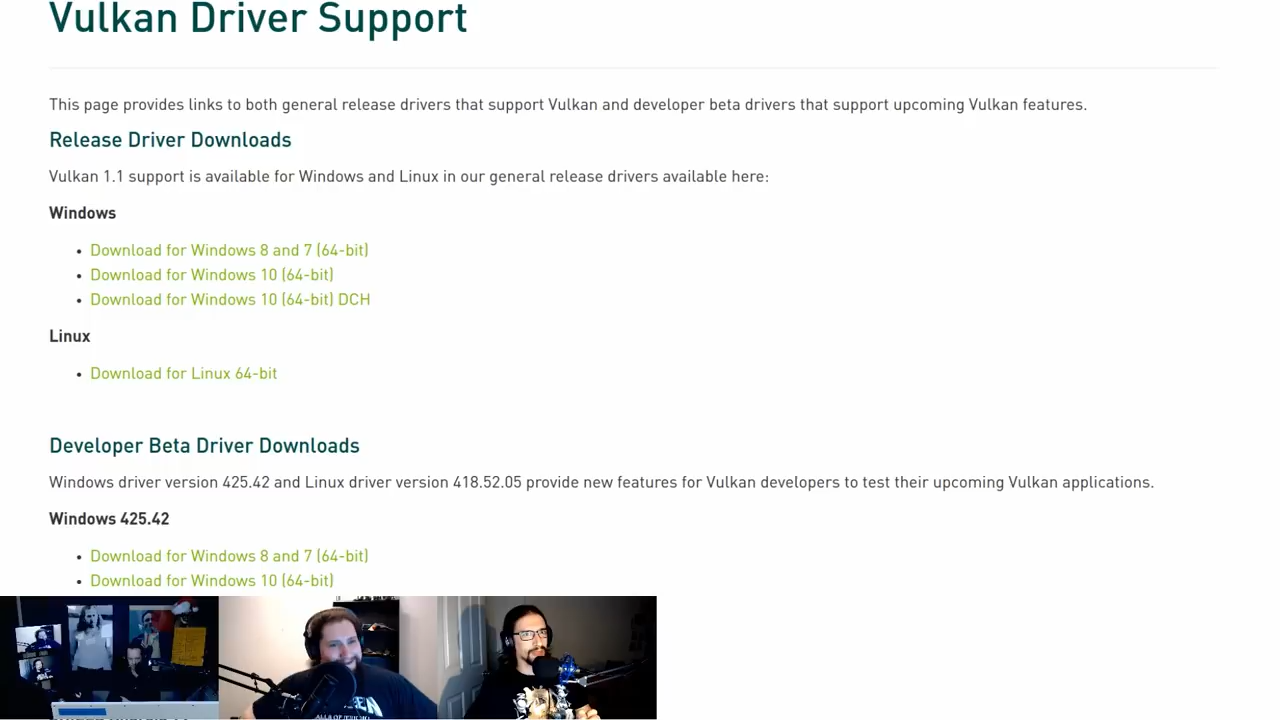 Vulkan Driver Support
This page provides links to both general release drivers that support Vulkan and developer beta drivers that support upcoming Vulkan features.
Release Driver Downloads
Vulkan 1.1 support is available for Windows and Linux in our general release drivers available here:
Windows
• Download for Windows 8 and 7 (64-bit)
• Download for Windows 10 (64-bit)
• Download for Windows 10 (64-bit) DCH
Linux
• Download for Linux 64-bit
Developer Beta Driver Downloads
Windows driver version 425.42 and Linux driver version 418.52.05 provide new features for Vulkan developers to test their upcoming Vulkan applications.
Windows 425.42
• Download for Windows 8 and 7 (64-bit)
• Download for Windows 10 (64-bit)